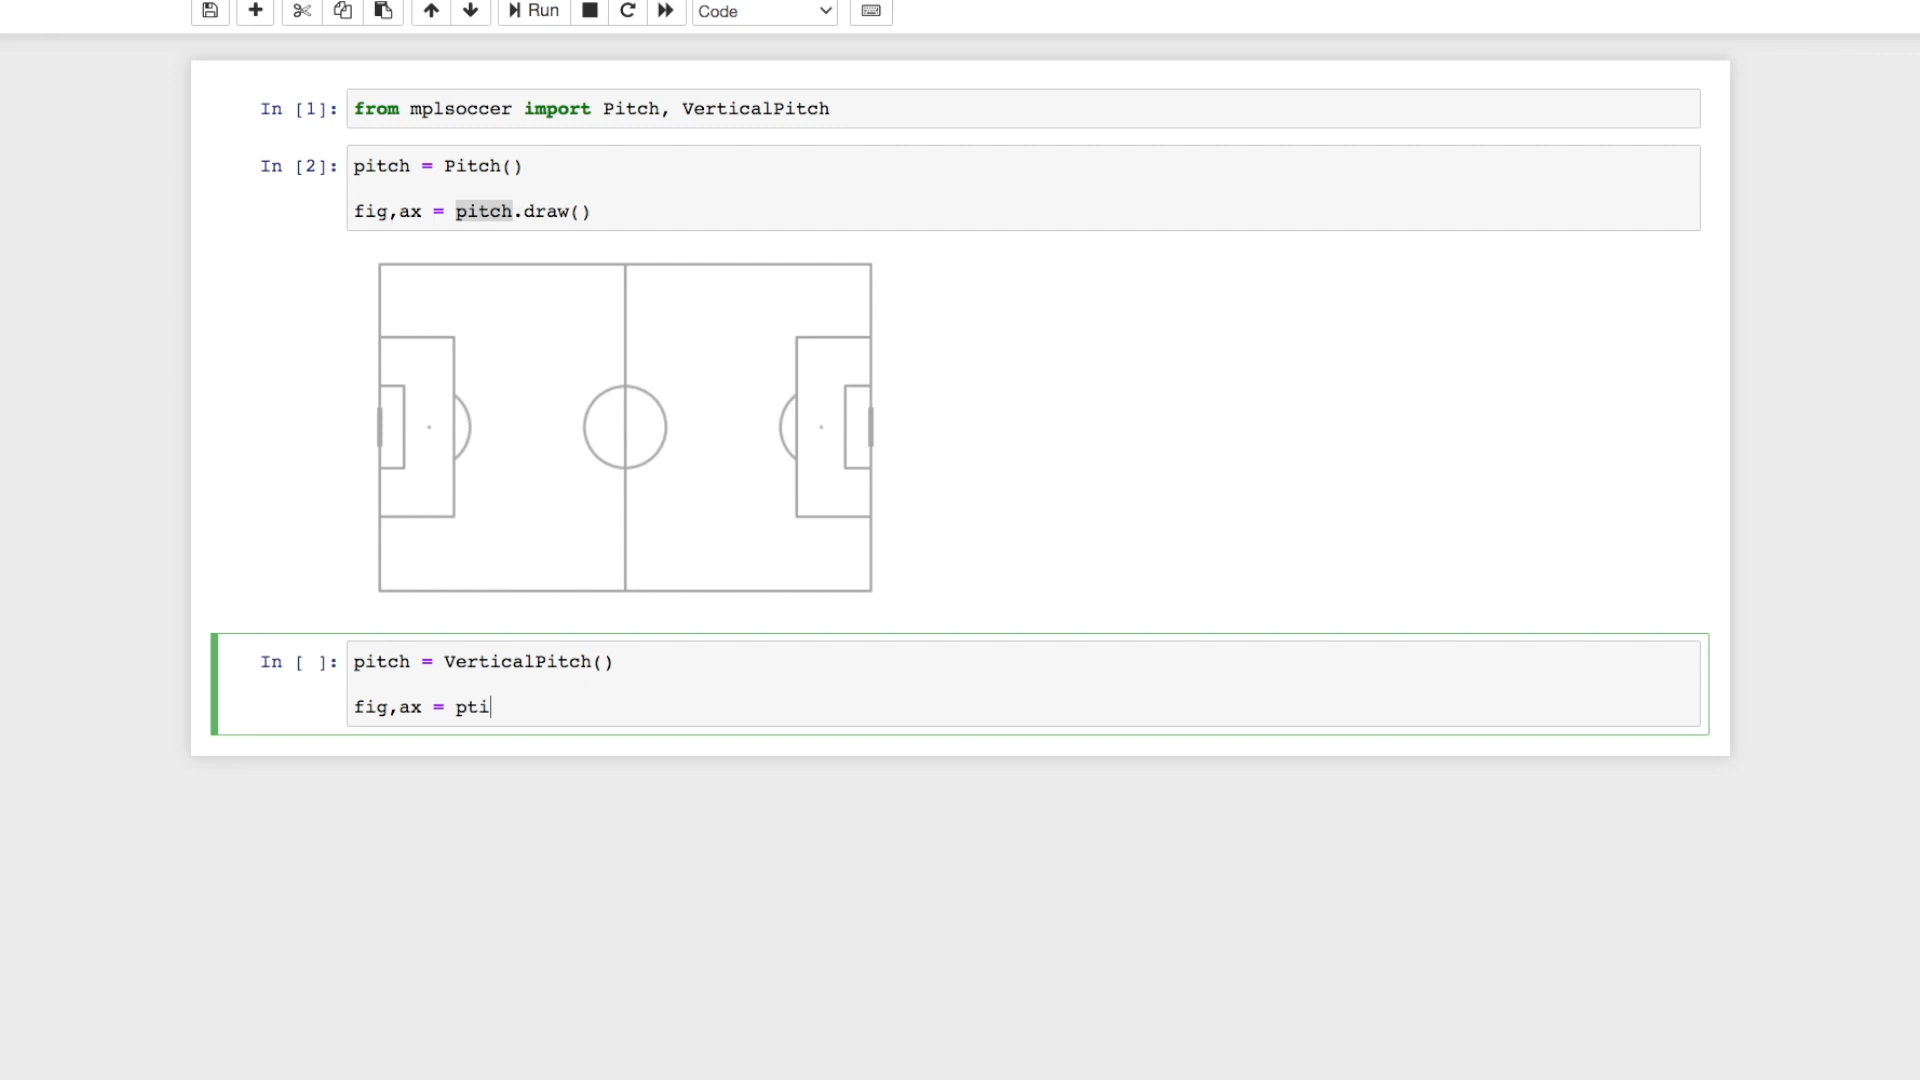 Run
Code
In [1]:
from mplsoccer import Pitch, VerticalPitch
In [2]:
pitch = Pitch()
fig,ax = pitch.draw()
In [ ]:
pitch = VerticalPitch()
fig,ax = pti